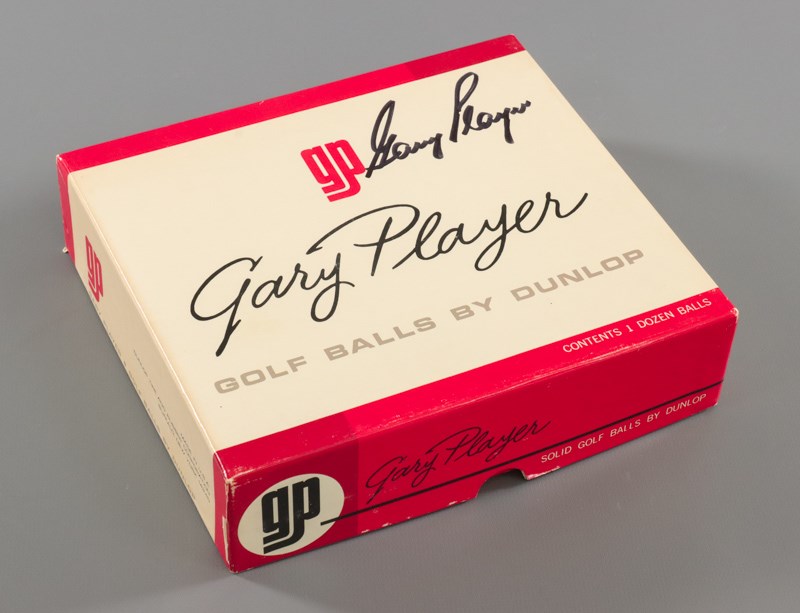 gp Gary Player
Gary Player
GOLF BALLS BY DUNLOP
CONTENTS 1 DOZEN BALLS
gp
gp
Gary Player
SOLID GOLF BALLS BY DUNLOP